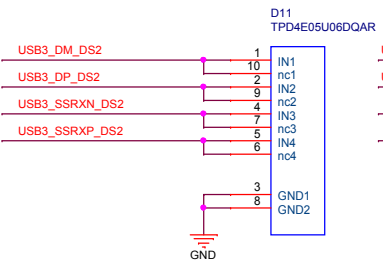 D11
TPD4E05U06DQAR
USB3_DM_DS2
1 IN1
10 nc1
USB3_DP_DS2
2 IN2
9 nc2
USB3_SSRXN_DS2
4 IN3
7 nc3
USB3_SSRXP_DS2
5 IN4
6 nc4
3 GND1
8 GND2
GND